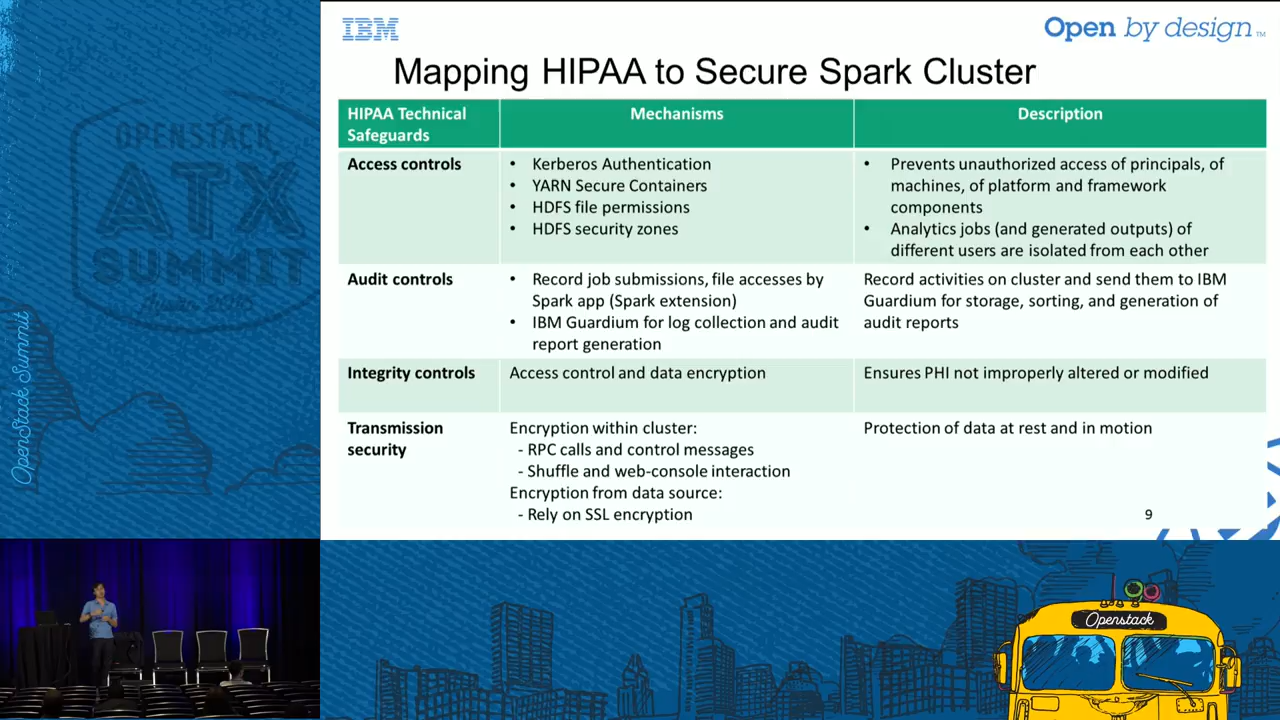 IBM
Open by design™
Mapping HIPAA to Secure Spark Cluster
HIPAA Technical
Safeguards
Mechanisms
Description
Access controls
• Kerberos Authentication
• YARN Secure Containers
• HDFS file permissions
• HDFS security zones
• Prevents unauthorized access of principals, of
machines, of platform and framework
components
• Analytics jobs (and generated outputs) of
different users are isolated from each other
Audit controls
• Record job submissions, file accesses by
Spark app (Spark extension)
• IBM Guardium for log collection and audit
report generation
Record activities on cluster and send them to IBM
Guardium for storage, sorting, and generation of
audit reports
Integrity controls
Access control and data encryption
Ensures PHI not improperly altered or modified
Transmission
security
Encryption within cluster:
- RPC calls and control messages
- Shuffle and web-console interaction
Encryption from data source:
- Rely on SSL encryption
Protection of data at rest and in motion
9
OPENSTACK
ATX
SUMMIT
OpenStack Summit
Openstack